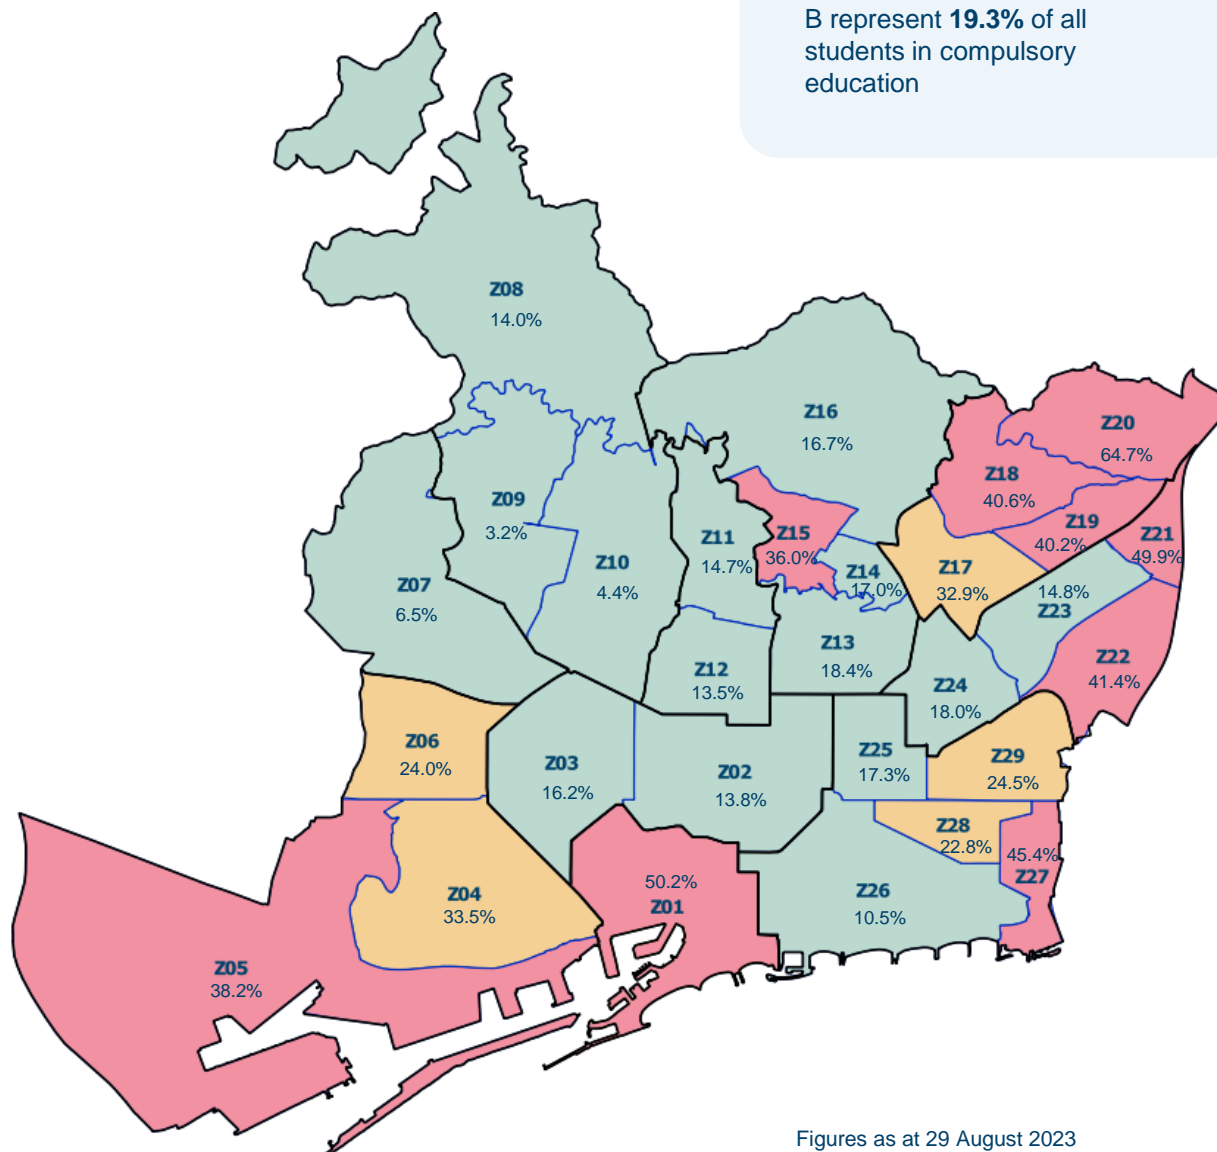 B represent 19.3% of all
students in compulsory
education
Z08
14.0%
Z16
16.7%
Z20
64.7%
Z18
40.6%
Z09
3.2%
Z19
40.2%
Z21
49.9%
Z11
14.7%
Z15
36.0%
Z10
4.4%
Z14
17.0%
Z17
32.9%
14.8%
Z23
Z07
6.5%
Z13
18.4%
Z22
41.4%
Z12
13.5%
Z24
18.0%
Z06
24.0%
Z03
16.2%
Z02
13.8%
Z25
17.3%
Z29
24.5%
Z28
22.8%
45.4%
Z27
50.2%
Z01
Z04
33.5%
Z26
10.5%
Z05
38.2%
Figures as at 29 August 2023